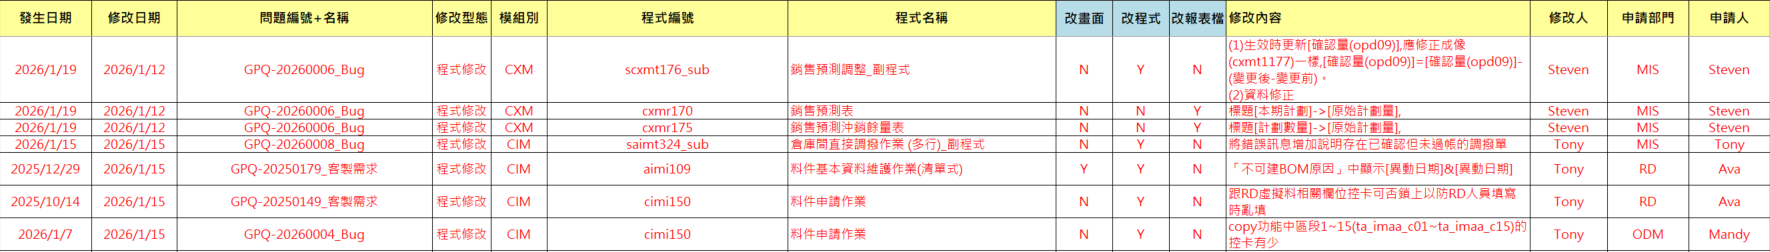 發生日期 修改日期 問題編號+名稱 修改型態 模組別 程式編號 程式名稱 改畫面 改程式 改報表檔 修改內容 修改人 申請部門 申請人
2026/1/19 2026/1/12 GPQ-20260006_Bug 程式修改 CXM scxmt176_sub 銷售預測調整_副程式 N Y N (1)生效時更新[確認量(opd09)],應修正成像
(cxmt1177)一樣,[確認量(opd09)]=[確認量(opd09)]-
(變更後-變更前)。
(2)資料修正 Steven MIS Steven
2026/1/19 2026/1/12 GPQ-20260006_Bug 程式修改 CXM cxmr170 銷售預測表 N N Y 標題[本期計劃]->[原始計劃量], Steven MIS Steven
2026/1/19 2026/1/12 GPQ-20260006_Bug 程式修改 CXM cxmr175 銷售預測沖銷餘量表 N N Y 標題[計劃數量]->[原始計劃量], Steven MIS Steven
2026/1/15 2026/1/15 GPQ-20260008_Bug 程式修改 CIM saimt324_sub 倉庫間直接調撥作業 (多行)_副程式 N Y N 將錯誤訊息增加說明存在已確認但未過帳的調撥單 Tony MIS Tony
2025/12/29 2026/1/15 GPQ-20250179_客製需求 程式修改 CIM aimi109 料件基本資料維護作業(清單式) Y Y N 「不可建BOM原因」中顯示[異動日期]&[異動日期] Tony RD Ava
2025/10/14 2026/1/15 GPQ-20250149_客製需求 程式修改 CIM cimi150 料件申請作業 N Y N 跟RD虛擬料相關欄位控卡可否鎖上以防RD人員填寫
時亂填 Tony RD Ava
2026/1/7 2026/1/15 GPQ-20260004_Bug 程式修改 CIM cimi150 料件申請作業 N Y N copy功能中區段1~15(ta_imaa_c01~ta_imaa_c15)的
控卡有少 Tony ODM Mandy